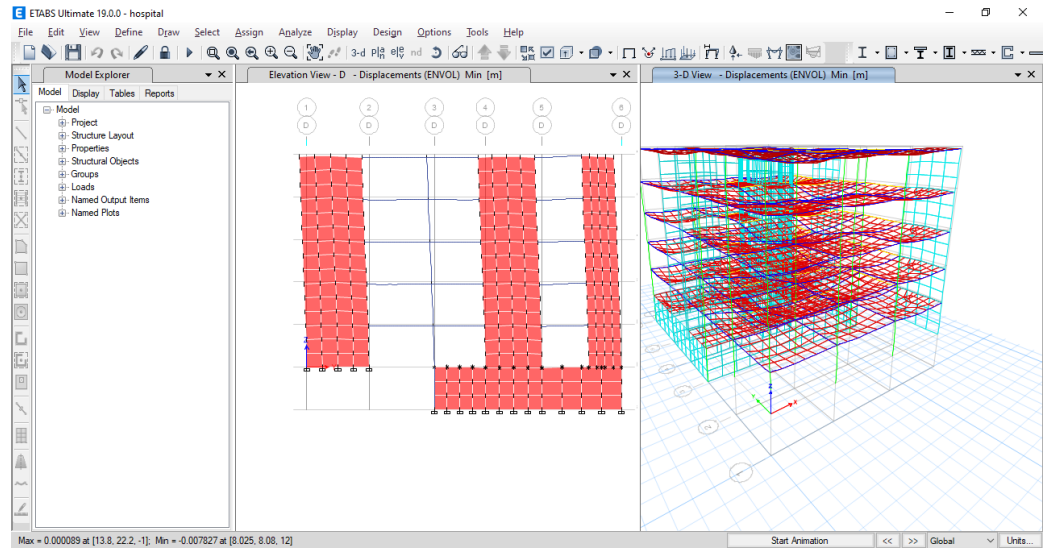 ETABS Ultimate 19.0.0 - hospital
File Edit View Define Draw Select Assign Analyze Display Design Options Tools Help
3-d Plạ elẹ nd
Model Explorer
Elevation View - D - Displacements (ENVOL) Min [m]
3-D View - Displacements (ENVOL) Min [m]
Model Display Tables Reports
Model
Project
Structure Layout
Properties
Structural Objects
Groups
Loads
Named Output Items
Named Plots
1 2 3 4 5 6
D D D D D D
Z
Z
Y X
Max = 0.000089 at [13.8, 22.2, -1]; Min = -0.007827 at [8.025, 8.08, 12]
Start Animation << >> Global Units...